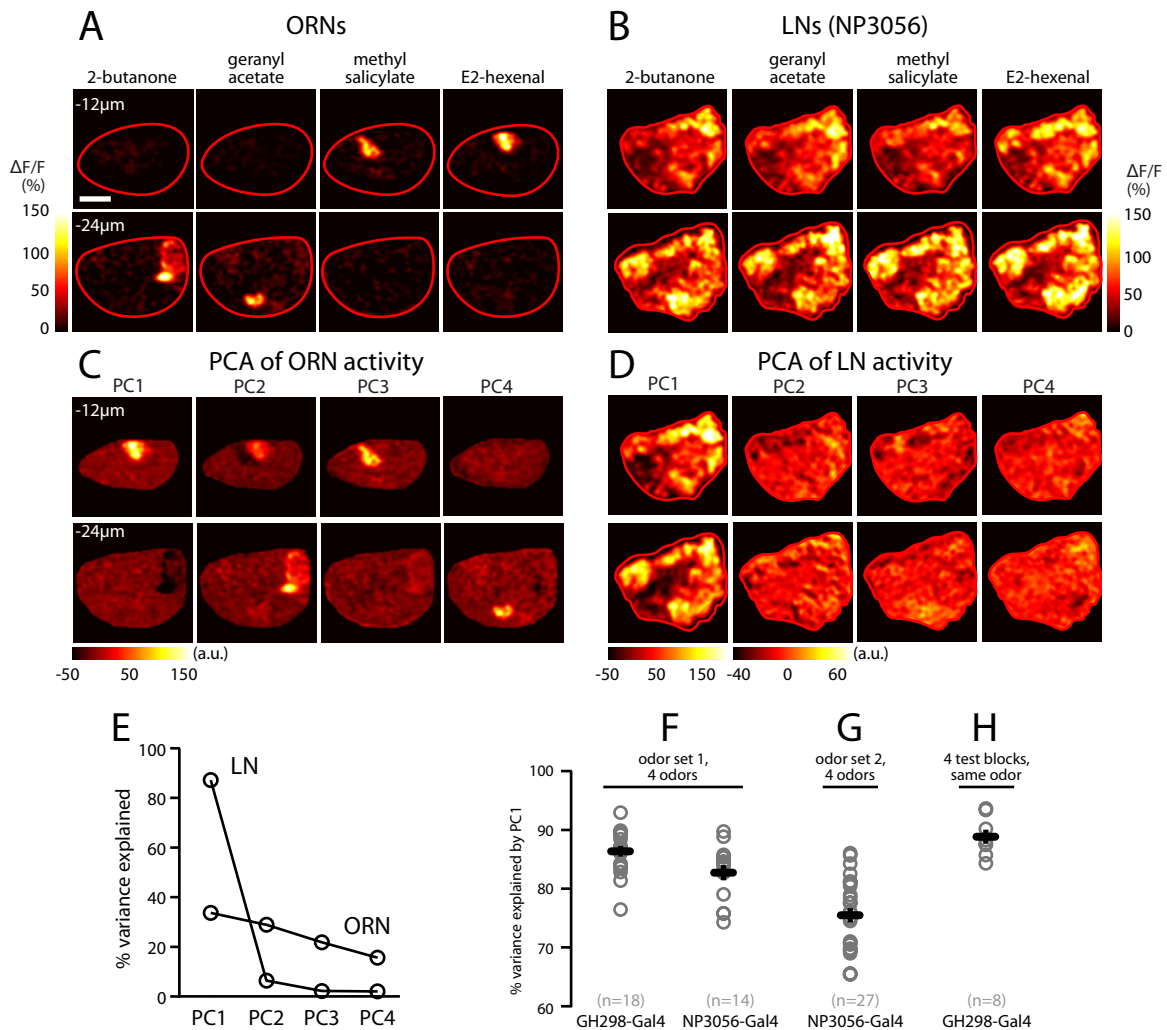 A
ORNs
2-butanone
geranyl
acetate
methyl
salicylate
E2-hexenal
-12µm
-24µm
ΔF/F
(%)
150
100
50
0
B
LNs (NP3056)
2-butanone
geranyl
acetate
methyl
salicylate
E2-hexenal
ΔF/F
(%)
150
100
50
0
C
PCA of ORN activity
PC1
PC2
PC3
PC4
-12µm
-24µm
-50
50
150
(a.u.)
D
PCA of LN activity
PC1
PC2
PC3
PC4
-50
50
150
-40
0
60
(a.u.)
E
% variance explained
100
80
60
40
20
0
LN
ORN
PC1
PC2
PC3
PC4
F
odor set 1,
4 odors
G
odor set 2,
4 odors
H
4 test blocks,
same odor
% variance explained by PC1
100
90
80
70
60
(n=18)
(n=14)
(n=27)
(n=8)
GH298-Gal4
NP3056-Gal4
NP3056-Gal4
GH298-Gal4